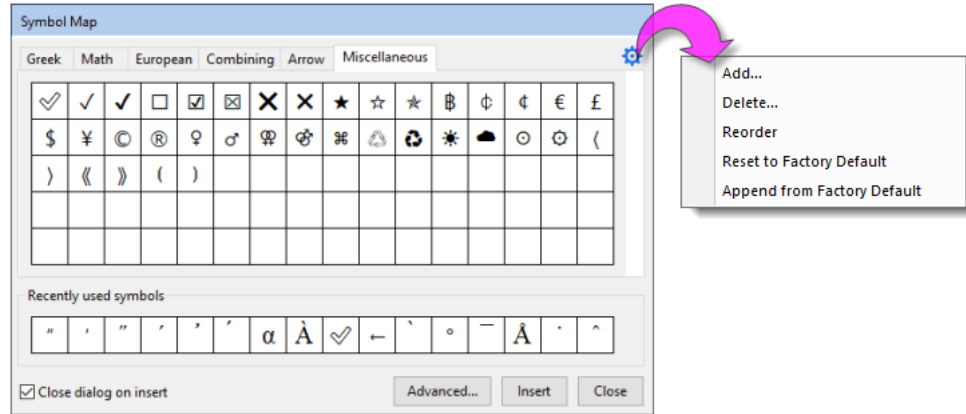 Symbol Map
Greek Math European Combining Arrow Miscellaneous
✓ ✔ ☐ ☑ ☒ ✕ ★ ☆ ฿ ₵ ¢ € £
$ ¥ © ® ♀ ♂ ⚢ ⚣ ⌘ ♺ ♻ ☀ ☁ ⊙ ⟨
⟩ ⟪ ⟫ ( )
Recently used symbols
α À ← ` ° ¯ Å ˙ ˆ
Close dialog on insert
Advanced... Insert Close
Add...
Delete...
Reorder
Reset to Factory Default
Append from Factory Default